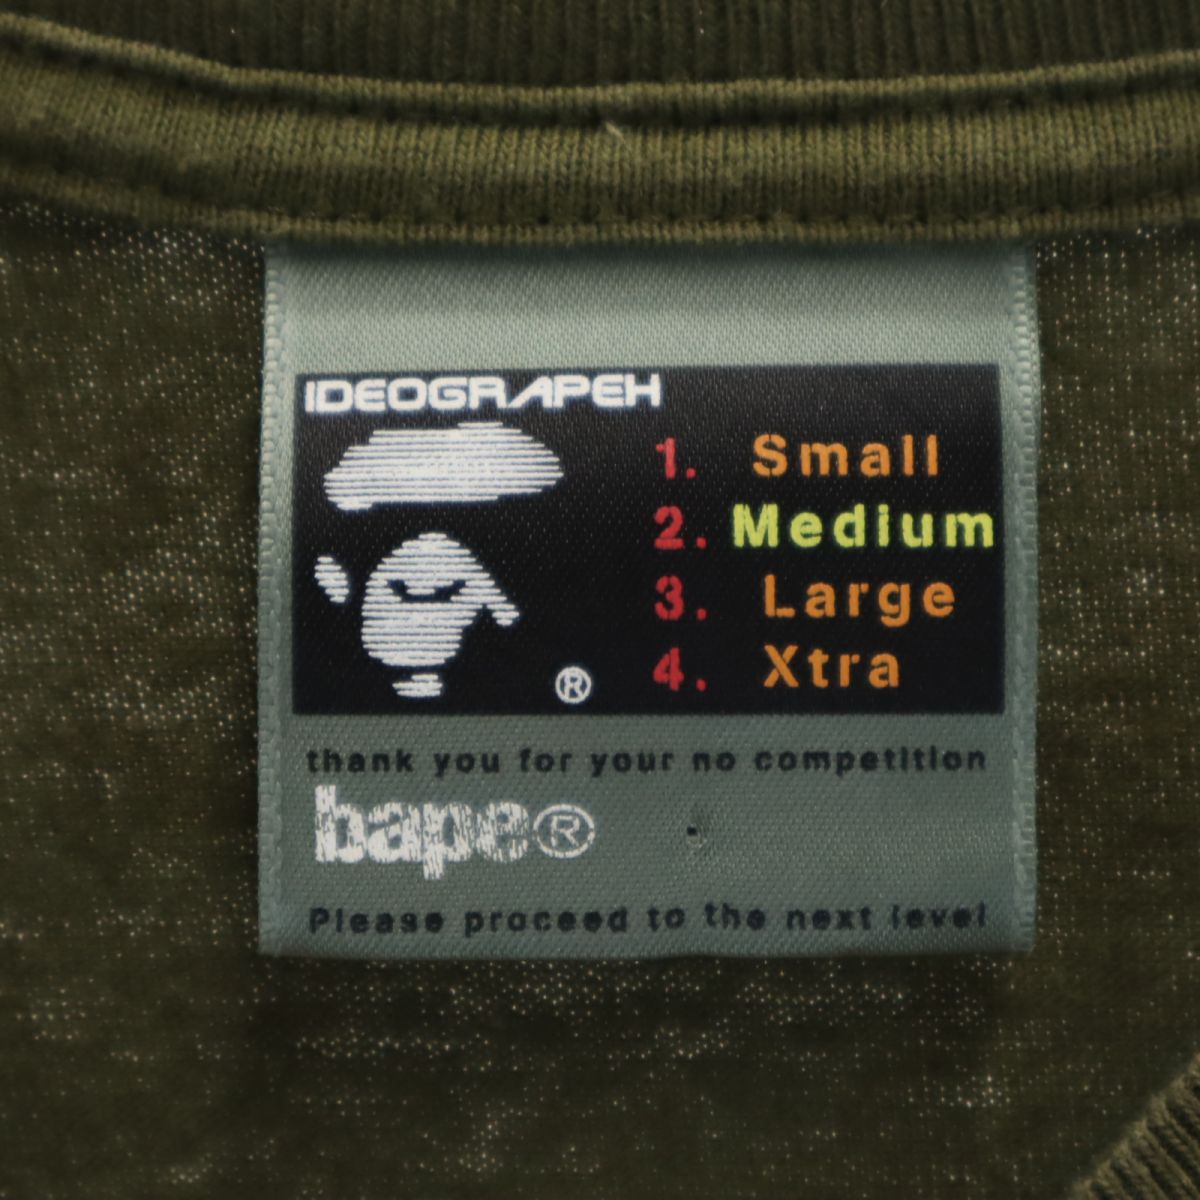 IDEOGRAPEH
1. Small
2. Medium
3. Large
4. Xtra
®
thank you for your no competition
bape®
Please proceed to the next level